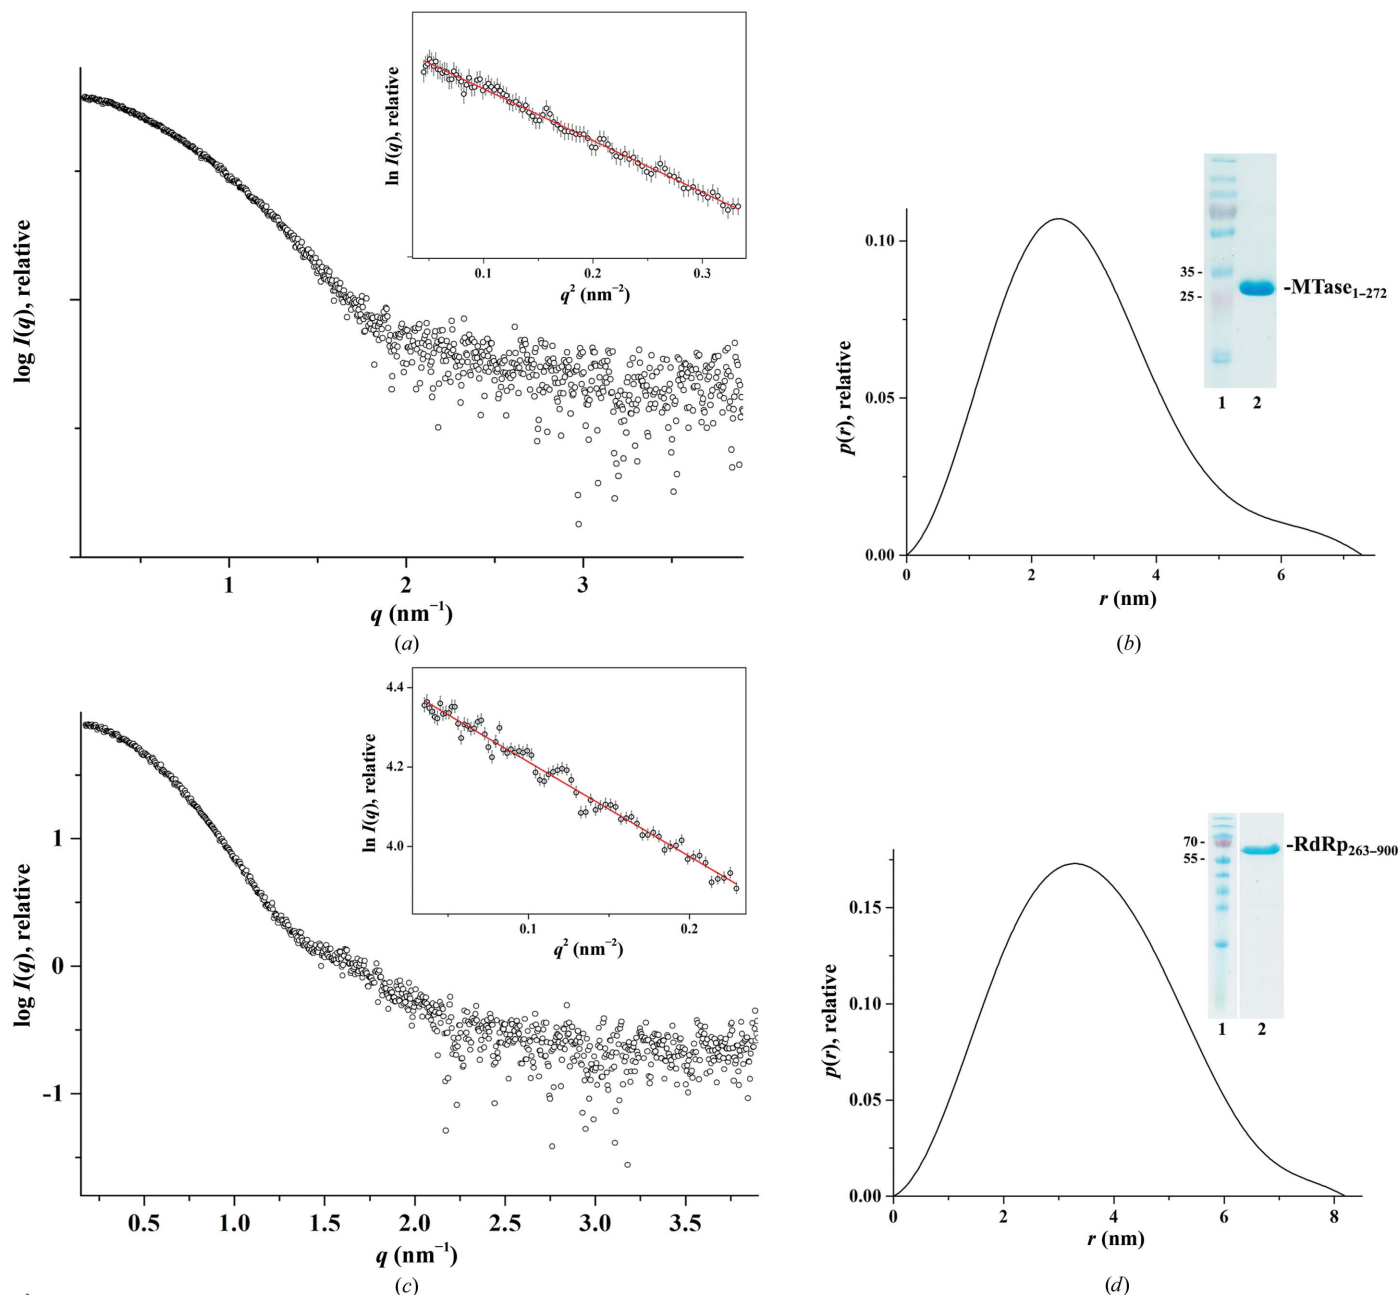 ln I(q), relative
0.1 0.2 0.3
q² (nm⁻²)
log I(q), relative
1 2 3
q (nm⁻¹)
(a)
0.10
0.05
0.00
p(r), relative
0 2 4 6
r (nm)
35 -
25 -
-MTase₁₋₂₇₂
1 2
(b)
4.4
4.2
4.0
ln I(q), relative
0.1 0.2
q² (nm⁻²)
1
0
-1
log I(q), relative
0.5 1.0 1.5 2.0 2.5 3.0 3.5
q (nm⁻¹)
(c)
0.15
0.10
0.05
0.00
p(r), relative
0 2 4 6 8
r (nm)
70 -
55 -
-RdRp₂₆₃₋₉₀₀
1 2
(d)